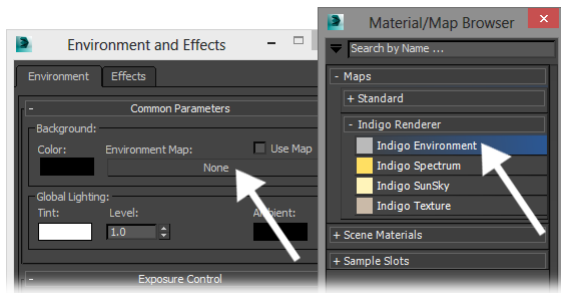 Environment and Effects
Environment
Effects
- Common Parameters
Background:
Color:
Environment Map:
Use Map
None
Global Lighting:
Tint:
Level:
1.0
- Exposure Control
Material/Map Browser
Search by Name ...
- Maps
+ Standard
- Indigo Renderer
Indigo Environment
Indigo Spectrum
Indigo SunSky
Indigo Texture
+ Scene Materials
+ Sample Slots